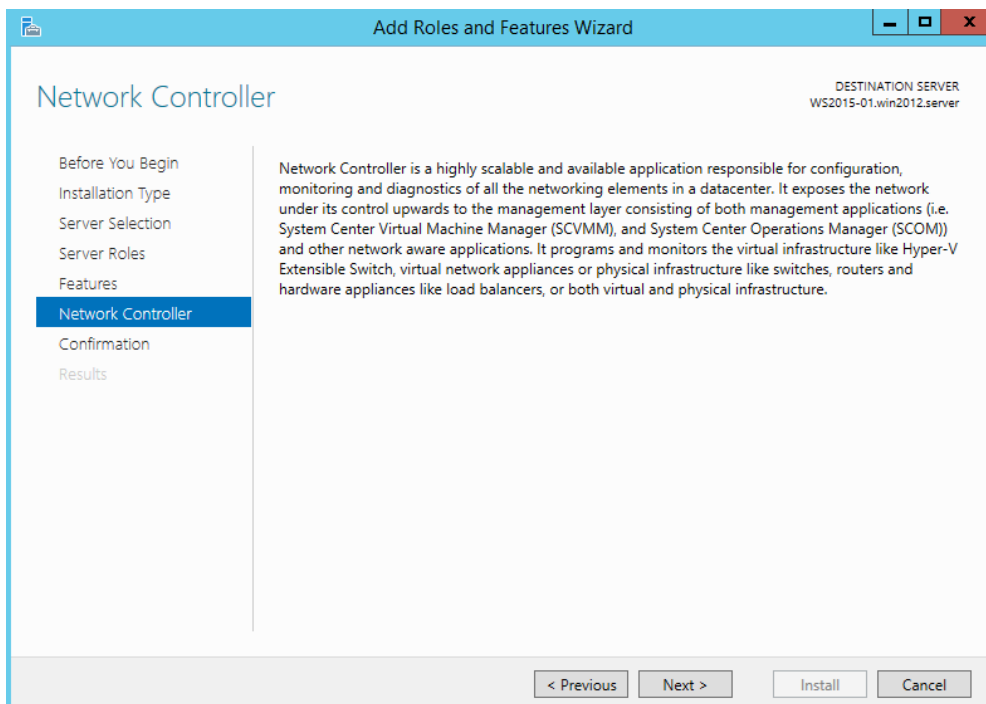 Add Roles and Features Wizard
Network Controller
DESTINATION SERVER
WS2015-01.win2012.server
Before You Begin
Installation Type
Server Selection
Server Roles
Features
Network Controller
Confirmation
Results
Network Controller is a highly scalable and available application responsible for configuration,
monitoring and diagnostics of all the networking elements in a datacenter. It exposes the network
under its control upwards to the management layer consisting of both management applications (i.e.
System Center Virtual Machine Manager (SCVMM), and System Center Operations Manager (SCOM))
and other network aware applications. It programs and monitors the virtual infrastructure like Hyper-V
Extensible Switch, virtual network appliances or physical infrastructure like switches, routers and
hardware appliances like load balancers, or both virtual and physical infrastructure.
< Previous
Next >
Install
Cancel